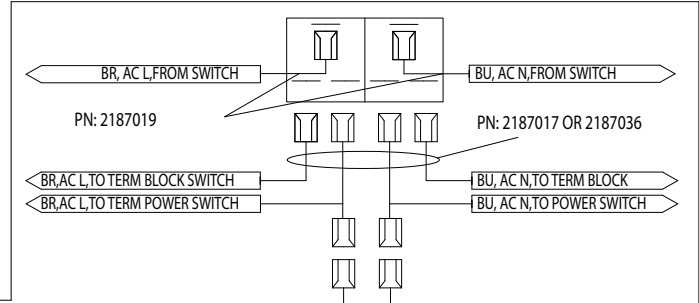 BR, AC L,FROM SWITCH
BU, AC N,FROM SWITCH
PN: 2187019
PN: 2187017 OR 2187036
BR,AC L,TO TERM BLOCK SWITCH
BU, AC N,TO TERM BLOCK
BR,AC L,TO TERM POWER SWITCH
BU, AC N,TO POWER SWITCH